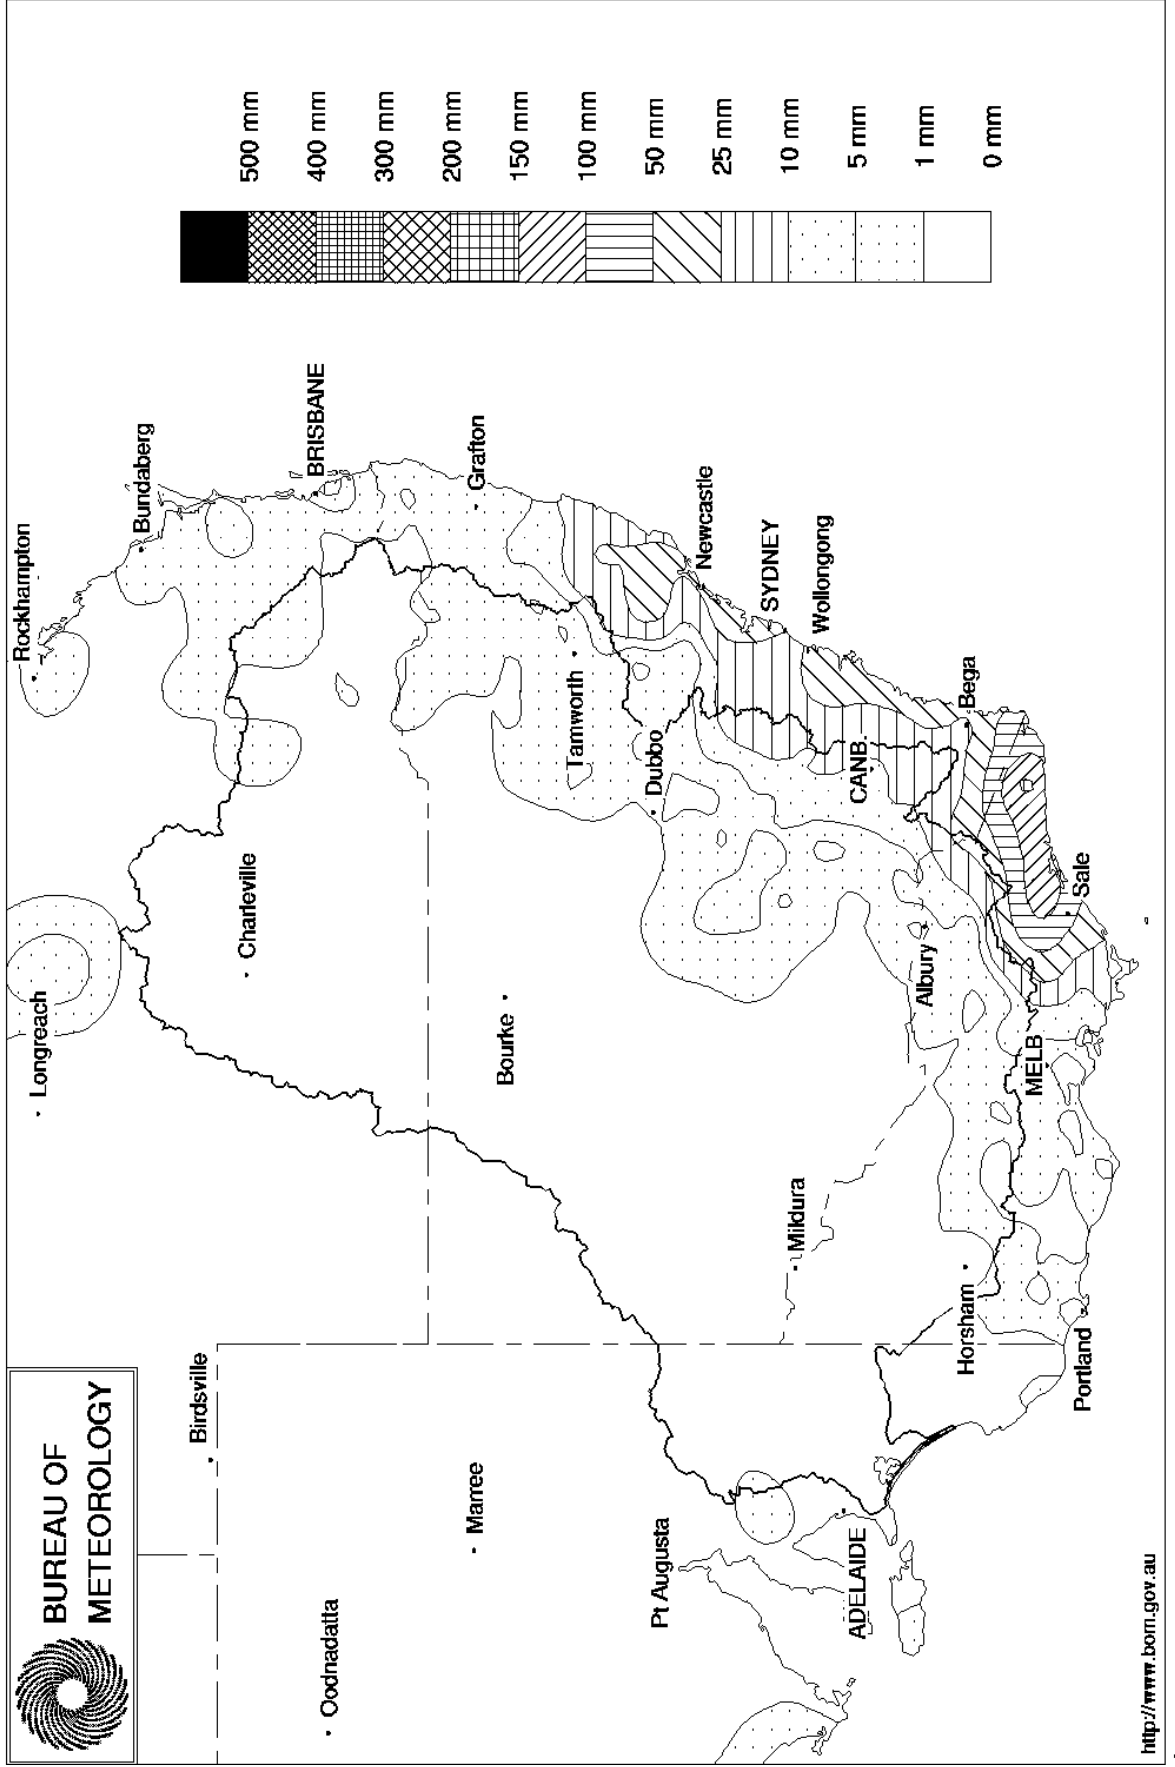 BUREAU OF
METEOROLOGY
Longreach
Rockhampton
Bundaberg
Birdsville
Charleville
BRISBANE
Oodnadatta
Marree
Bourke
Grafton
Tamworth
Pt Augusta
Dubbo
Newcastle
Mildura
SYDNEY
Wollongong
ADELAIDE
CANB.
Albury
Horsham
Bega
MELB
Portland
Sale
500 mm
400 mm
300 mm
200 mm
150 mm
100 mm
50 mm
25 mm
10 mm
5 mm
1 mm
0 mm
http://www.bom.gov.au